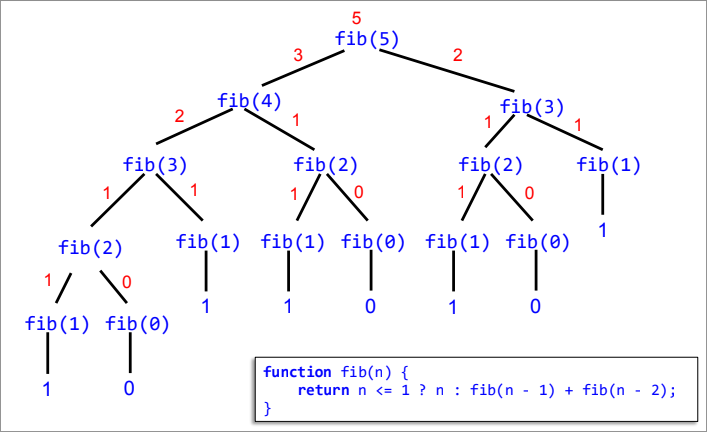 5
fib(5)
3 2
fib(4) fib(3)
2 1 1 1
fib(3) fib(2) fib(2) fib(1)
1 1 1 0 1 0
1
fib(2) fib(1) fib(1) fib(0) fib(1) fib(0)
1 0
1 1 0 1 0
fib(1) fib(0)
1 0
function fib(n) {
    return n <= 1 ? n : fib(n - 1) + fib(n - 2);
}